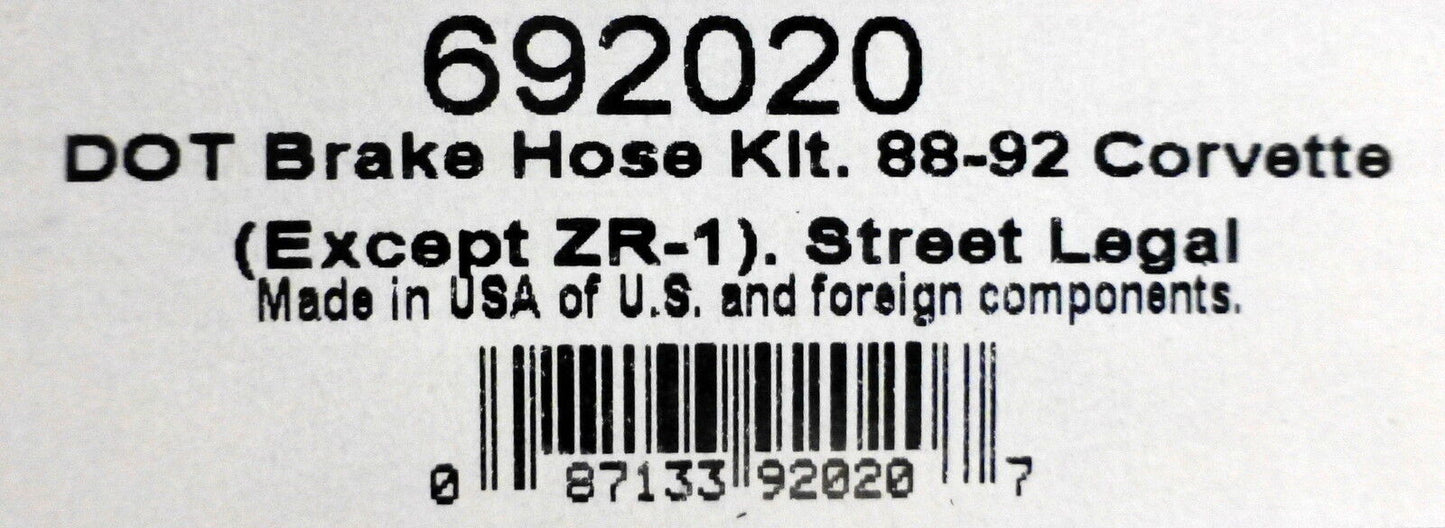 692020
DOT Brake Hose Kit. 88-92 Corvette
(Except ZR-1). Street Legal
Made in USA of U.S. and foreign components.
0 87133 92020 7